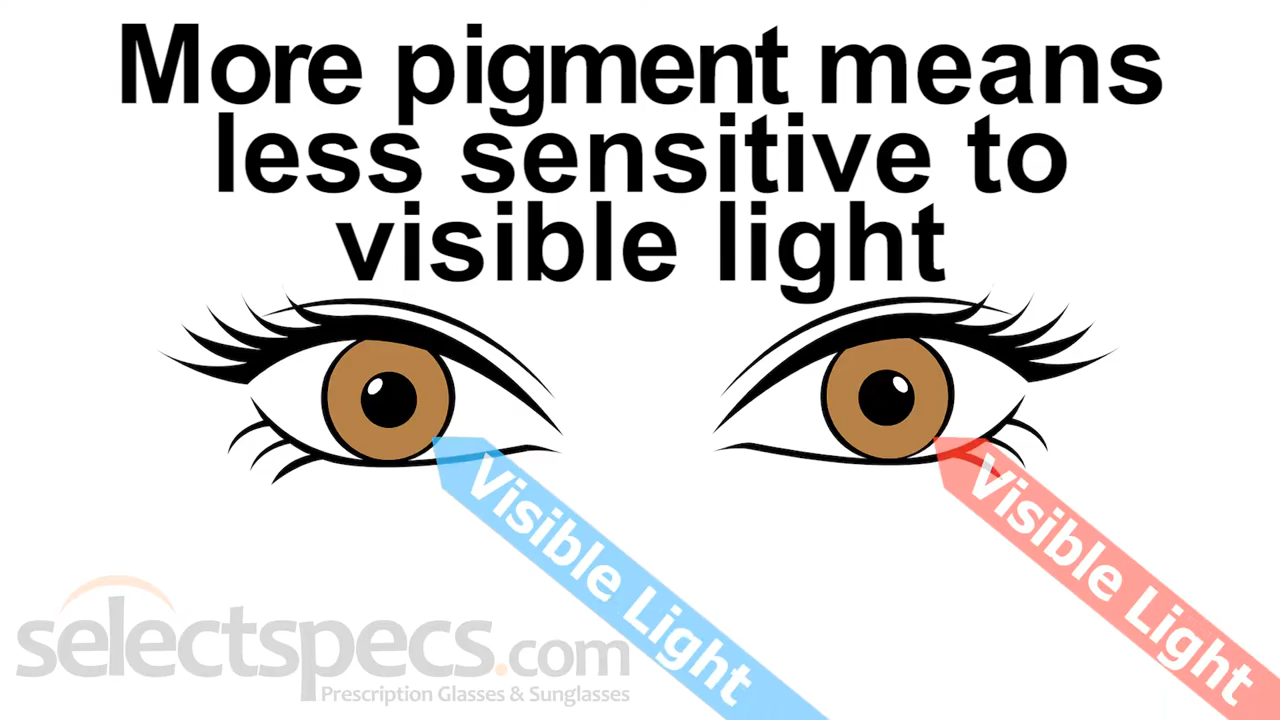 More pigment means
less sensitive to
visible light
Visible Light
Visible Light
selectspecs.com
Prescription Glasses & Sunglasses